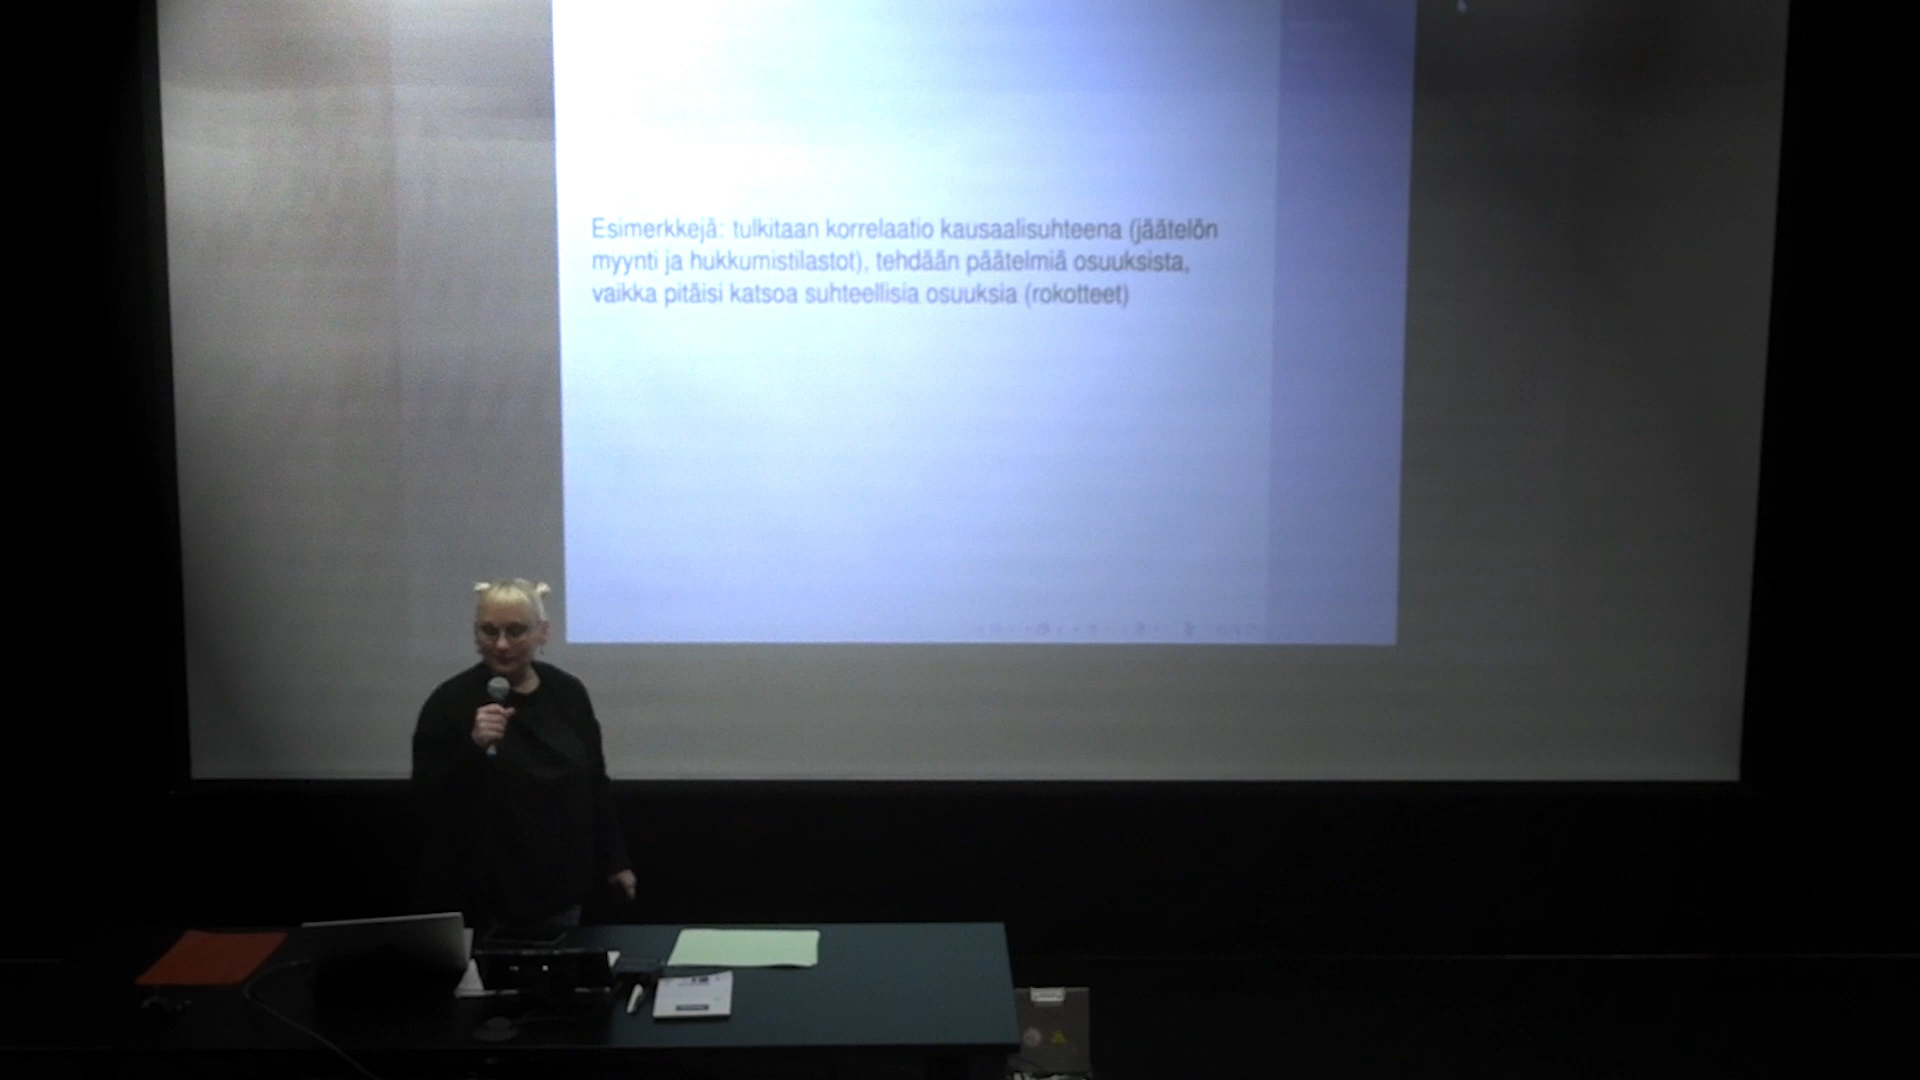 Esimerkkejä: tulkitaan korrelaatio kausaalisuhteena (jäätelön
myynti ja hukkumistilastot), tehdään päätelmiä osuuksista,
vaikka pitäisi katsoa suhteellisia osuuksia (rokotteet)